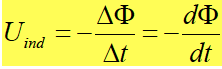 U_ind = −ΔΦ/Δt = −dΦ/dt